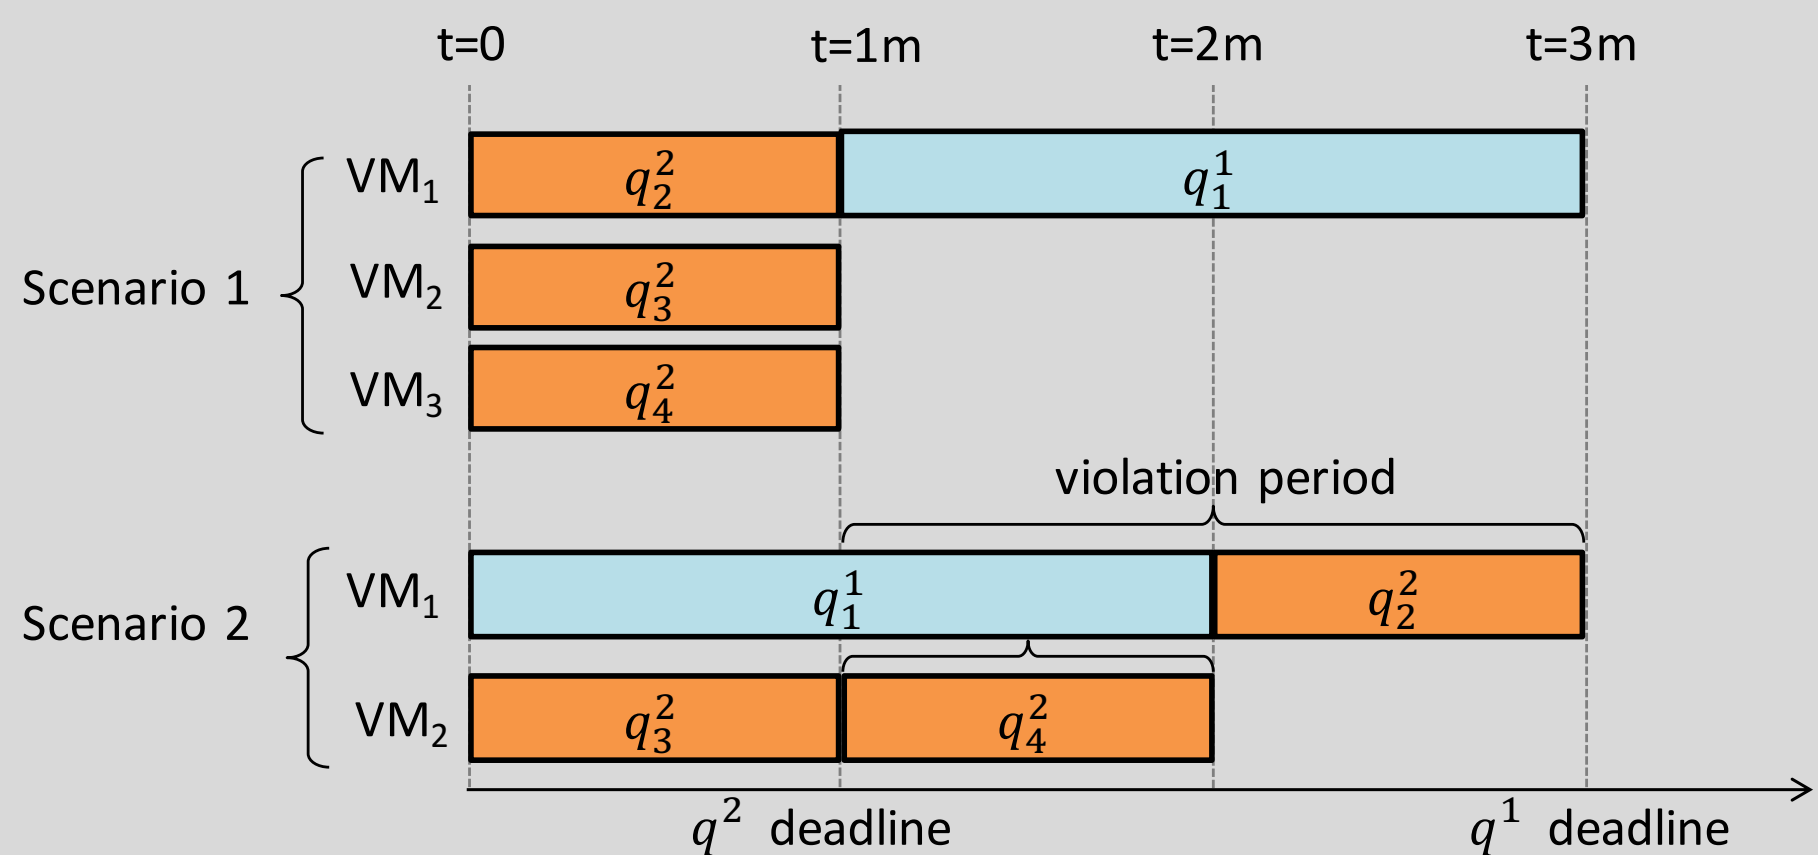 t=0 t=1m t=2m t=3m
Scenario 1
VM₁ q₂² q₁¹
VM₂ q₃²
VM₃ q₄²
violation period
Scenario 2
VM₁ q₁¹ q₂²
VM₂ q₃² q₄²
q² deadline q¹ deadline